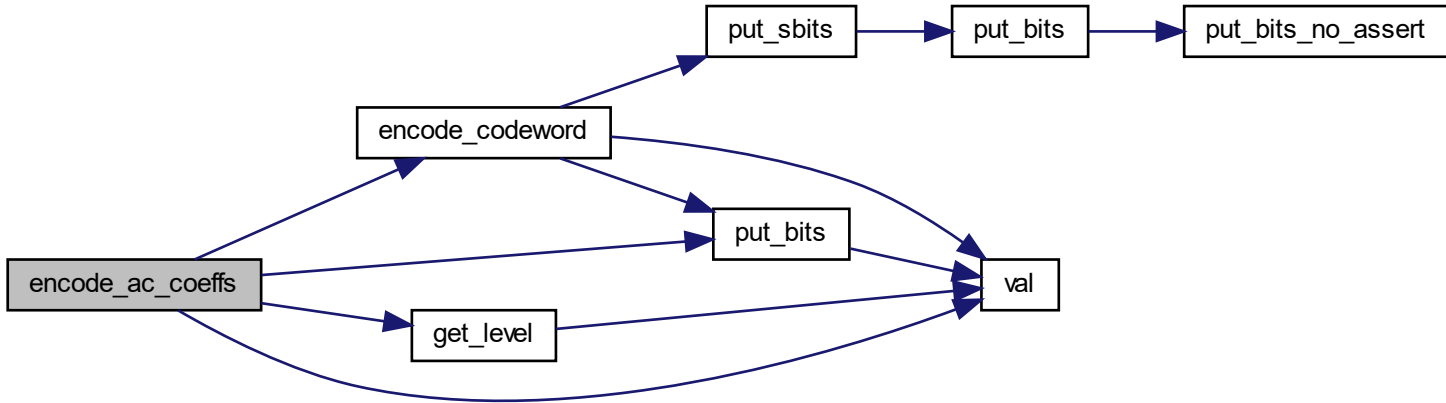 put_sbits
put_bits
put_bits_no_assert
encode_codeword
put_bits
encode_ac_coeffs
val
get_level